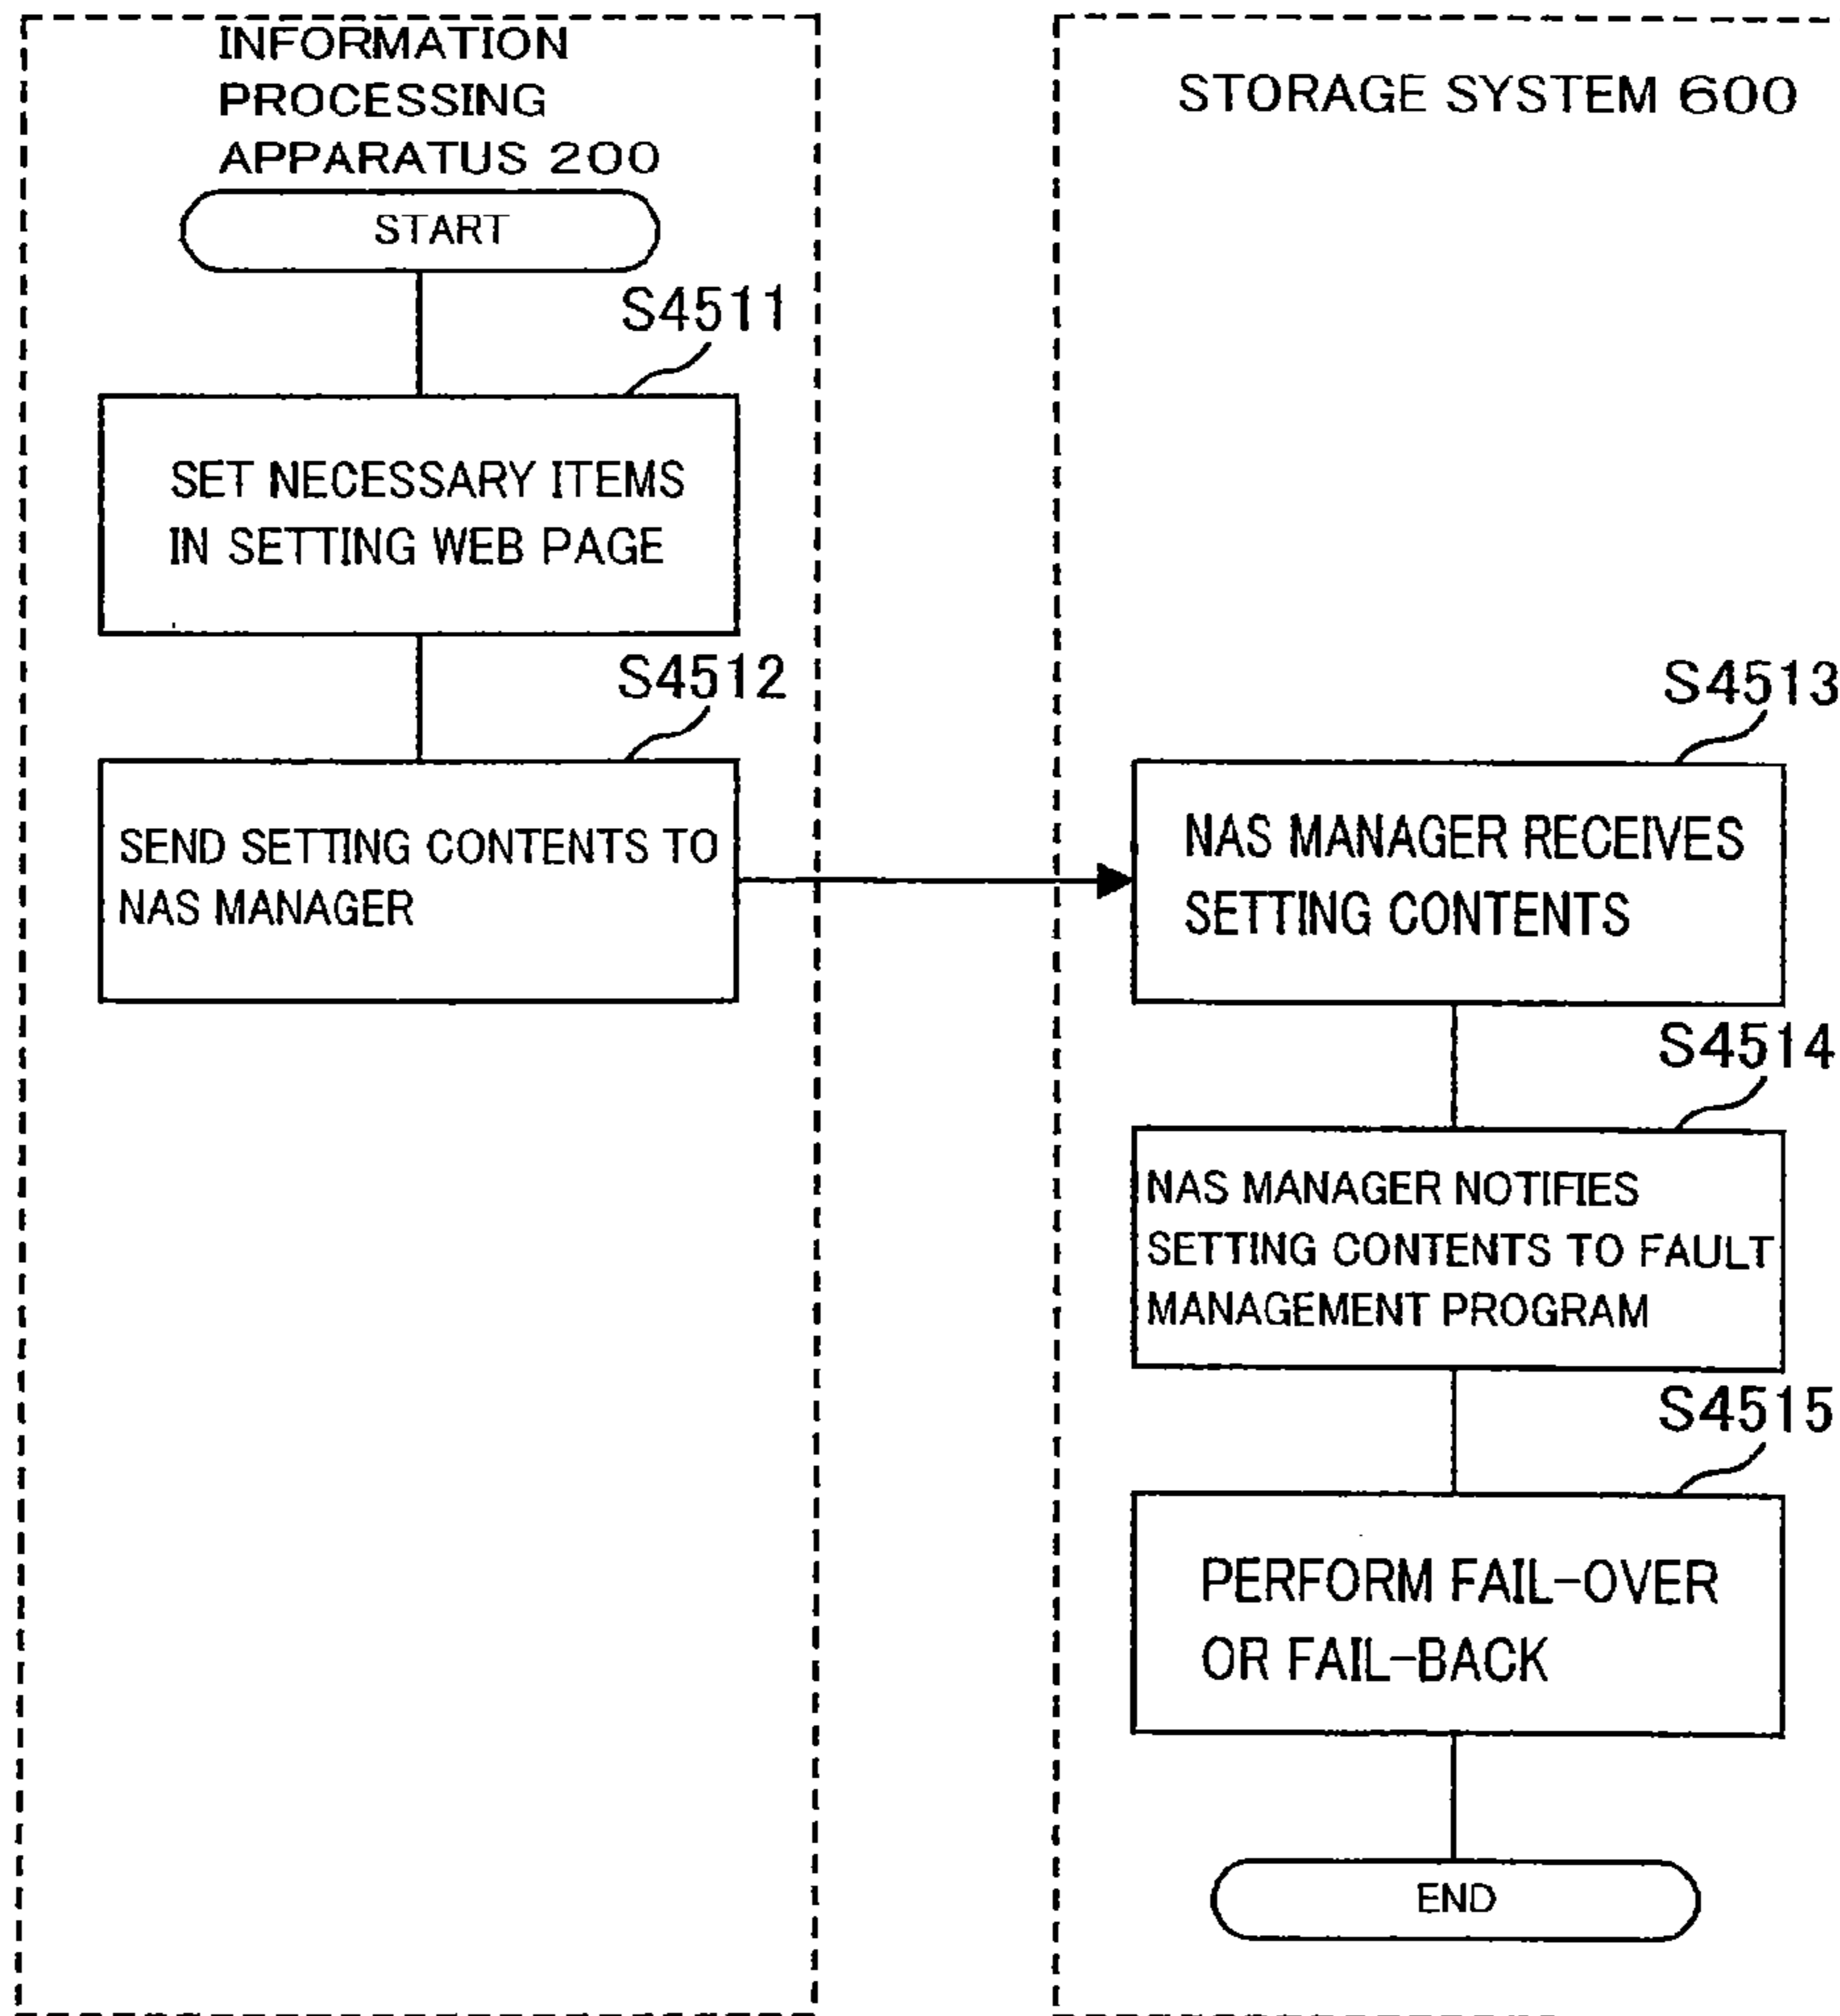 INFORMATION
PROCESSING
APPARATUS 200
START
S4511
SET NECESSARY ITEMS
IN SETTING WEB PAGE
S4512
SEND SETTING CONTENTS TO
NAS MANAGER
STORAGE SYSTEM 600
S4513
NAS MANAGER RECEIVES
SETTING CONTENTS
S4514
NAS MANAGER NOTIFIES
SETTING CONTENTS TO FAULT
MANAGEMENT PROGRAM
S4515
PERFORM FAIL-OVER
OR FAIL-BACK
END